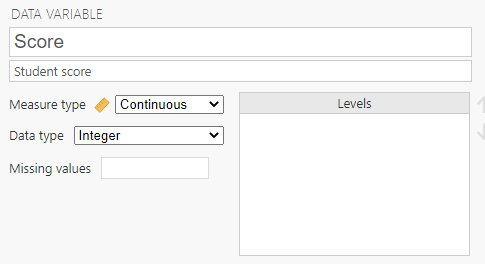 DATA VARIABLE
Score
Student score
Measure type Continuous
Levels
Data type Integer
Missing values